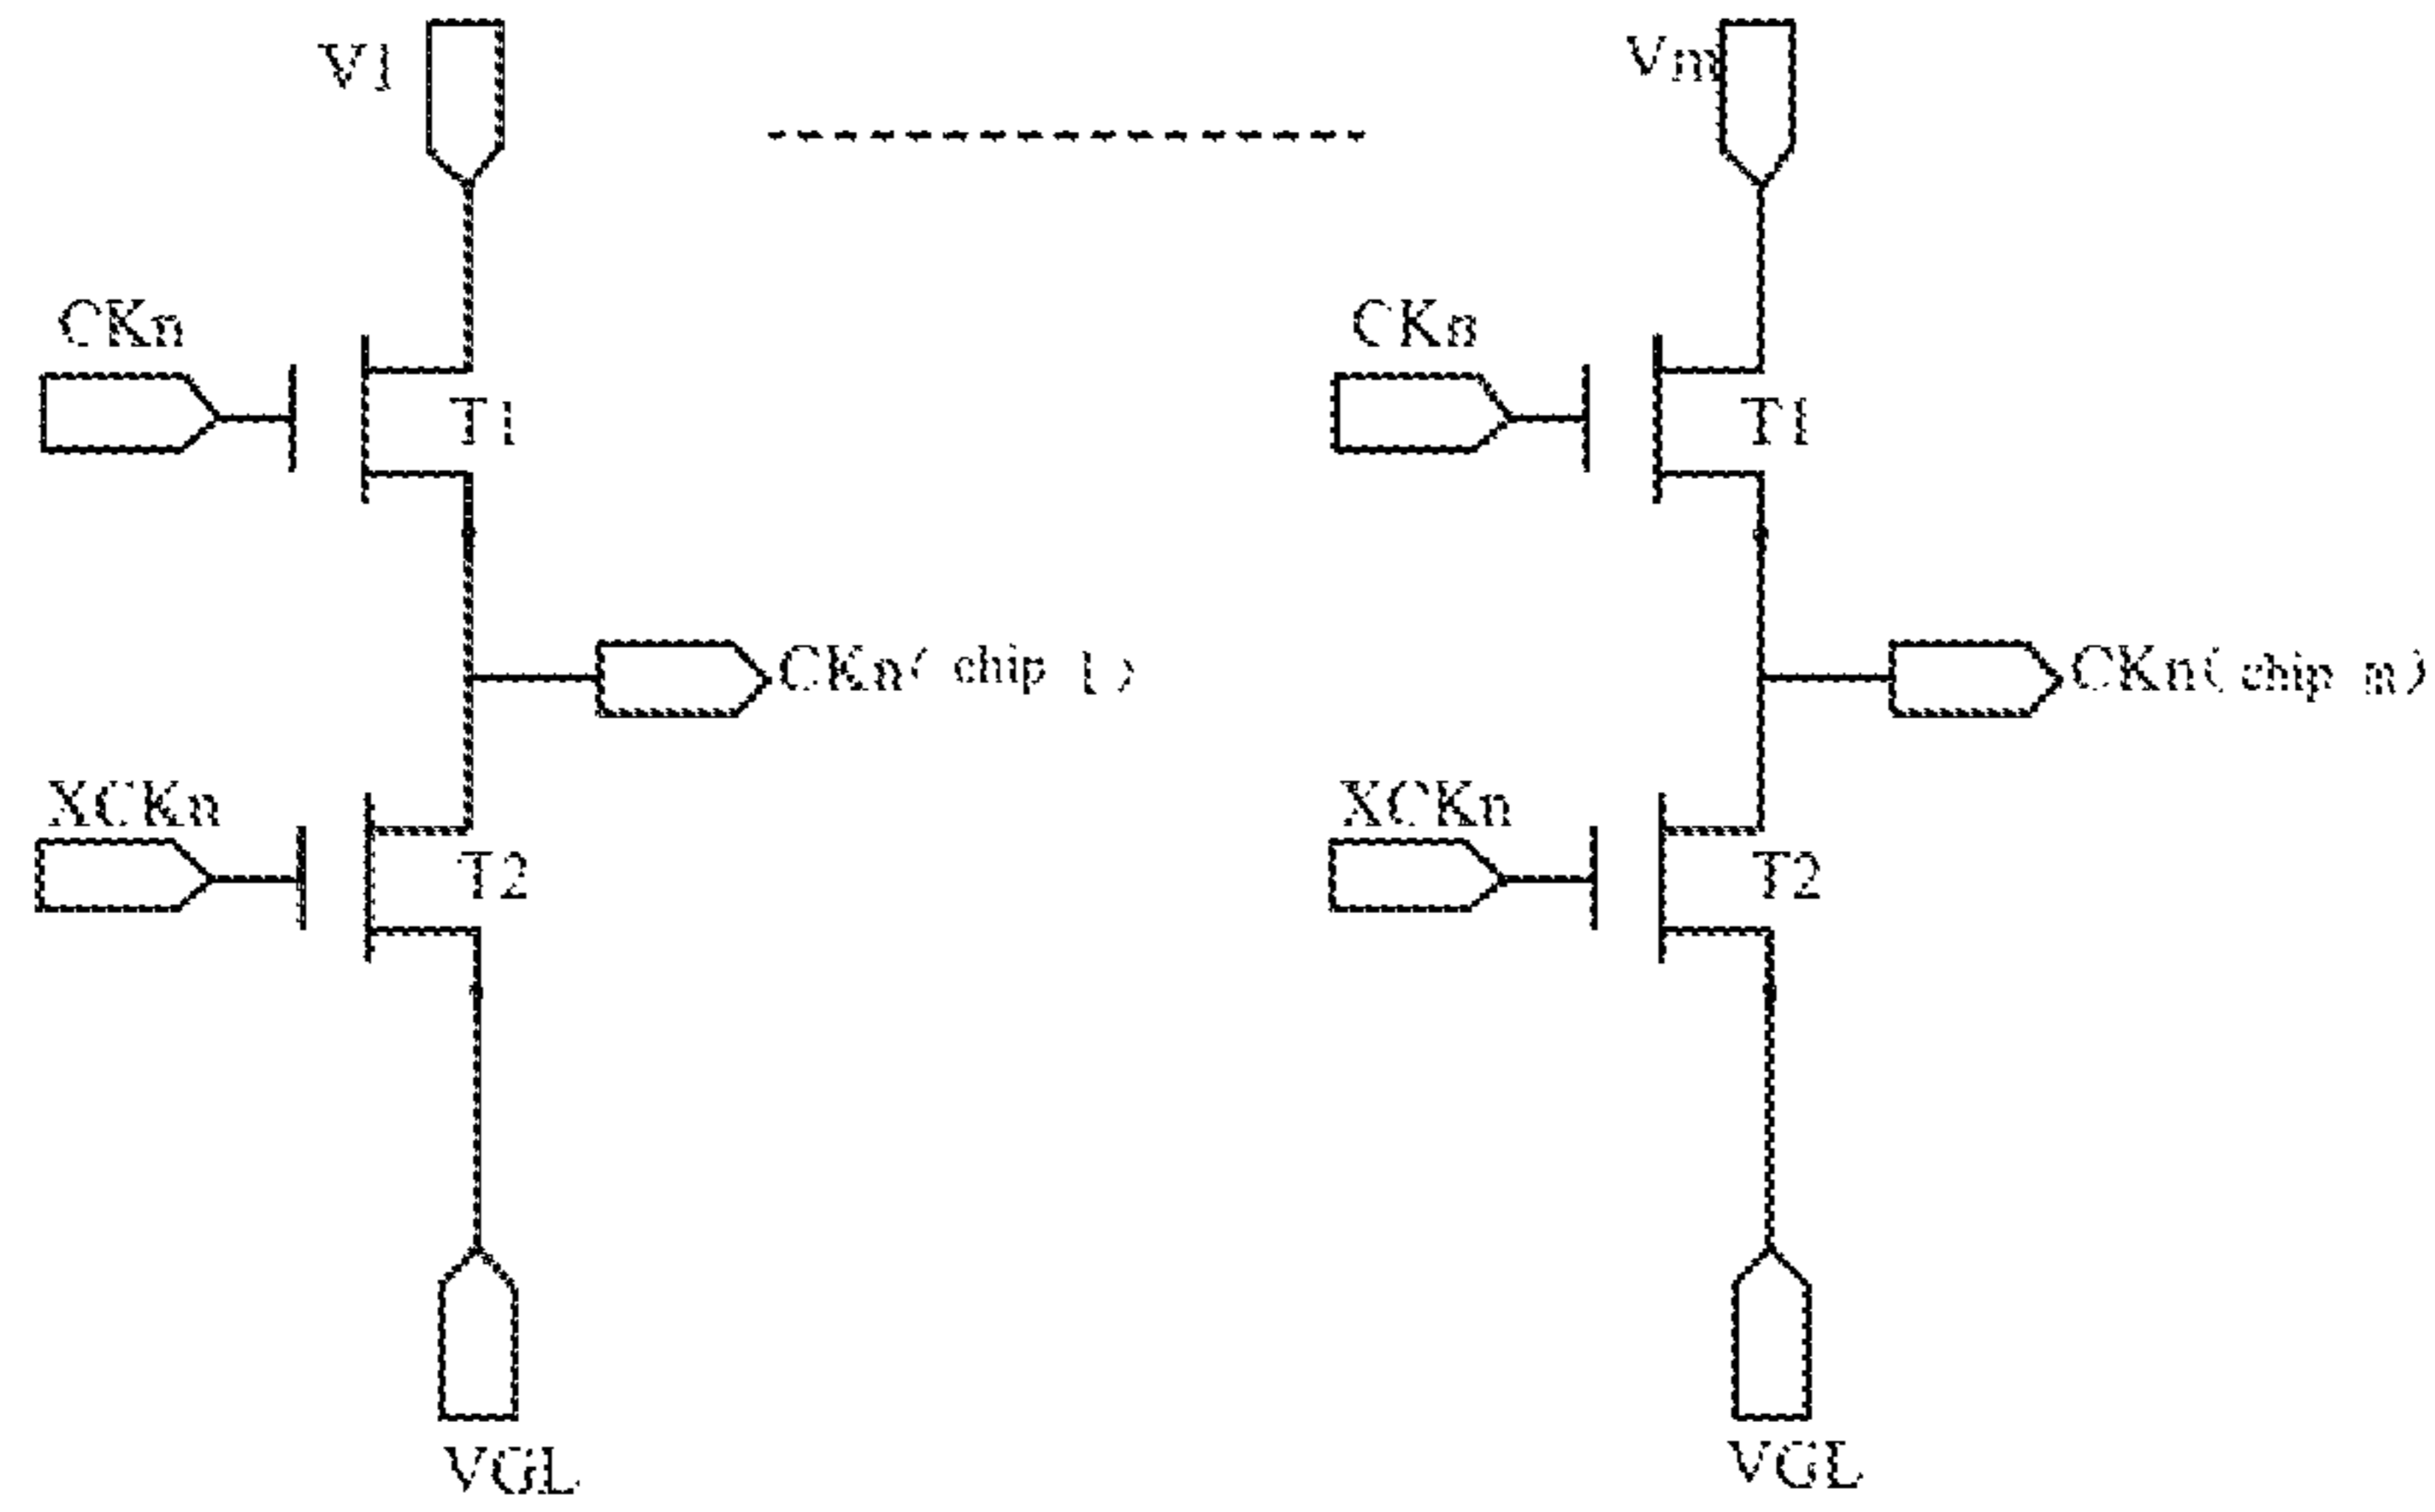 V1
Vm
CKn
CKn
T1
T1
CKn( chip 1 )
CKn( chip m)
XCKn
XCKn
T2
T2
VGL
VGL